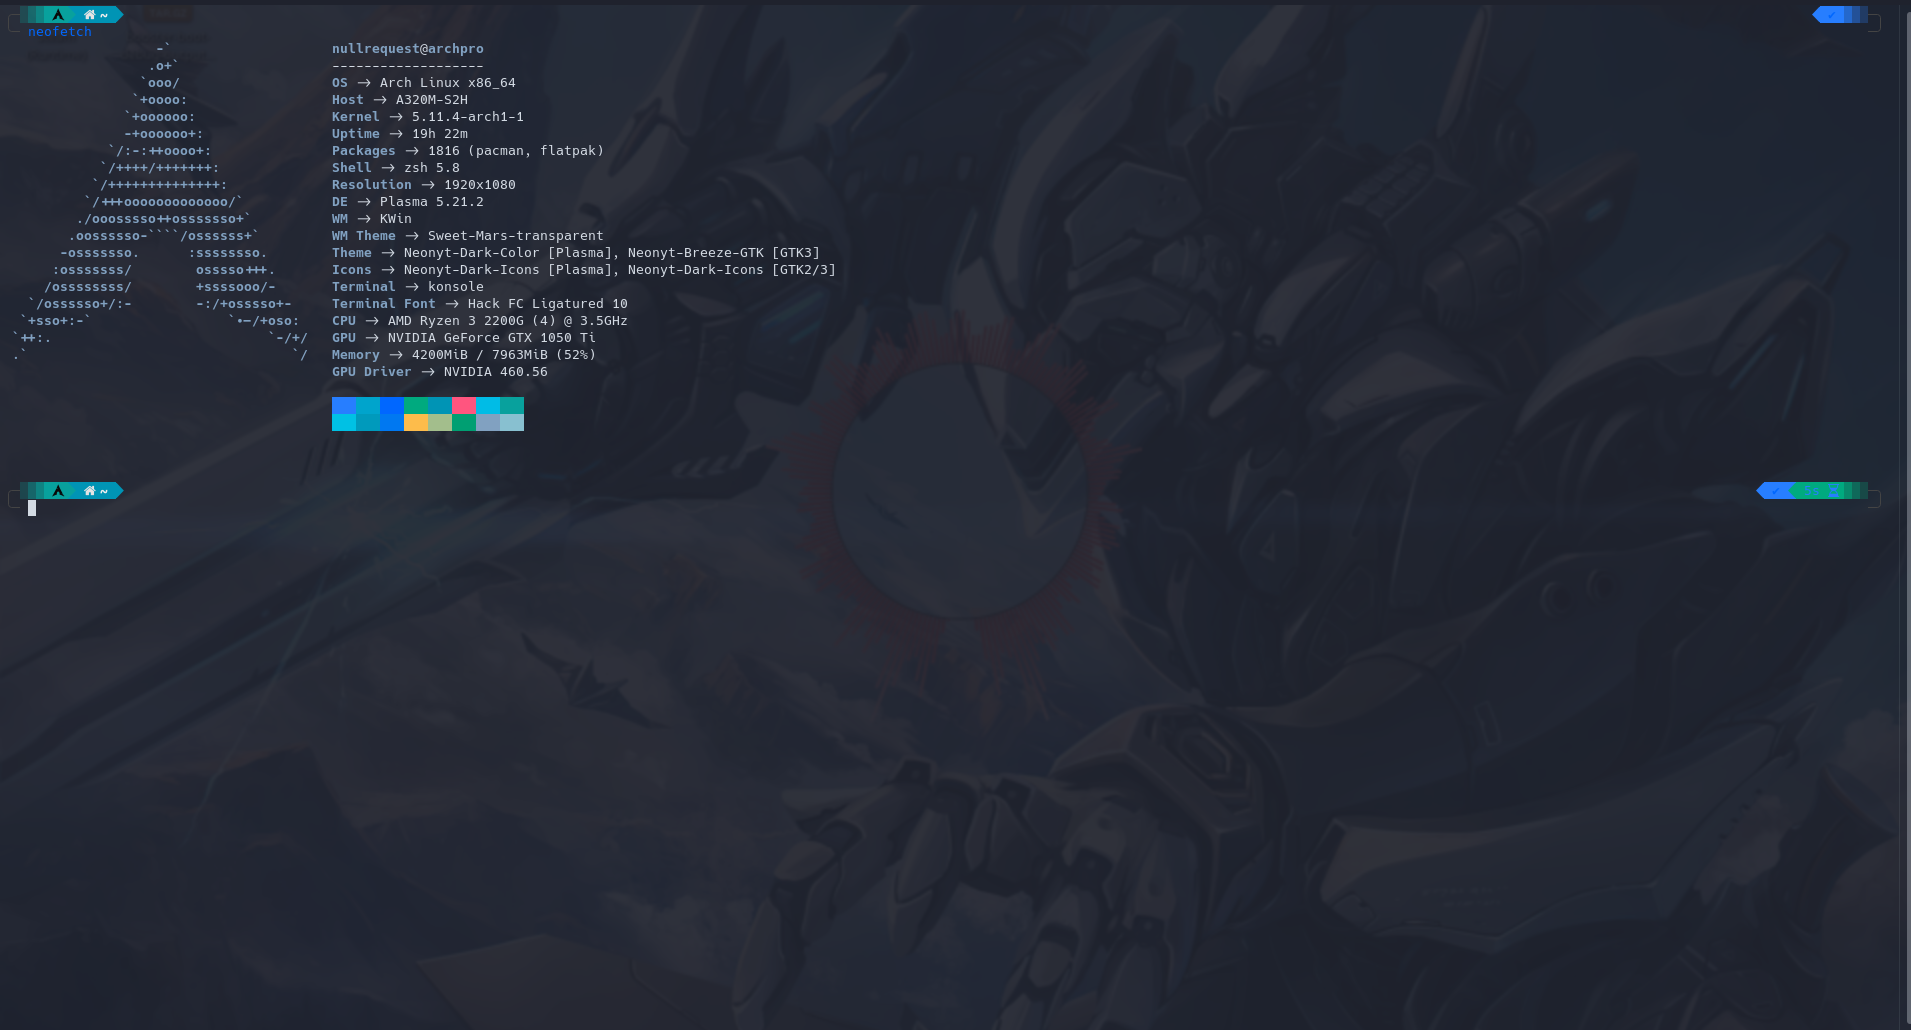 ~
neofetch
-`
.o+`
`ooo/
`+oooo:
`+oooooo:
-+oooooo+:
`/:-:++oooo+:
`/++++/+++++++:
`/++++++++++++++:
`/+++ooooooooooooo/`
./ooosssso++osssssso+`
.oossssso-````/ossssss+`
-osssssso.      :ssssssso.
:osssssss/        osssso+++.
/ossssssss/        +ssssooo/-
`/ossssso+/:-        -:/+osssso+-
`+sso+:-`                 `.-/+oso:
`++:.                           `-/+/
.`                                 `/
nullrequest@archpro
-------------------
OS → Arch Linux x86_64
Host → A320M-S2H
Kernel → 5.11.4-arch1-1
Uptime → 19h 22m
Packages → 1816 (pacman, flatpak)
Shell → zsh 5.8
Resolution → 1920x1080
DE → Plasma 5.21.2
WM → KWin
WM Theme → Sweet-Mars-transparent
Theme → Neonyt-Dark-Color [Plasma], Neonyt-Breeze-GTK [GTK3]
Icons → Neonyt-Dark-Icons [Plasma], Neonyt-Dark-Icons [GTK2/3]
Terminal → konsole
Terminal Font → Hack FC Ligatured 10
CPU → AMD Ryzen 3 2200G (4) @ 3.5GHz
GPU → NVIDIA GeForce GTX 1050 Ti
Memory → 4200MiB / 7963MiB (52%)
GPU Driver → NVIDIA 460.56
~